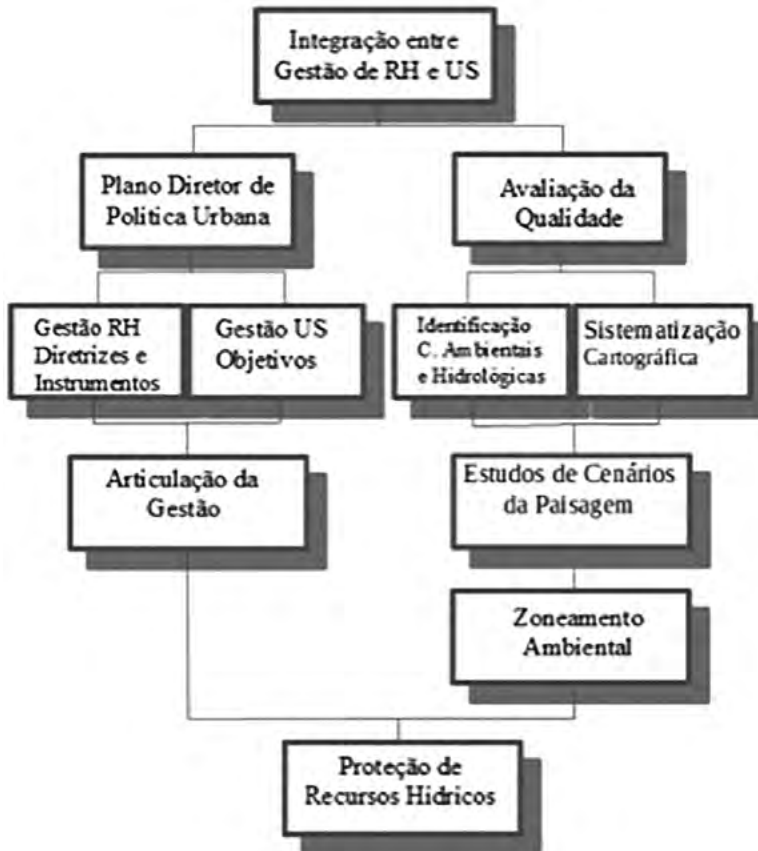 Integração entre
Gestão de RH e US
Plano Diretor de
Politica Urbana
Avaliação da
Qualidade
Gestão RH
Diretrizes e
Instrumentos
Gestão US
Objetivos
Identificação
C. Ambientais
e Hidrológicas
Sistematização
Cartográfica
Articulação da
Gestão
Estudos de Cenários
da Paisagem
Zoneamento
Ambiental
Proteção de
Recursos Hídricos